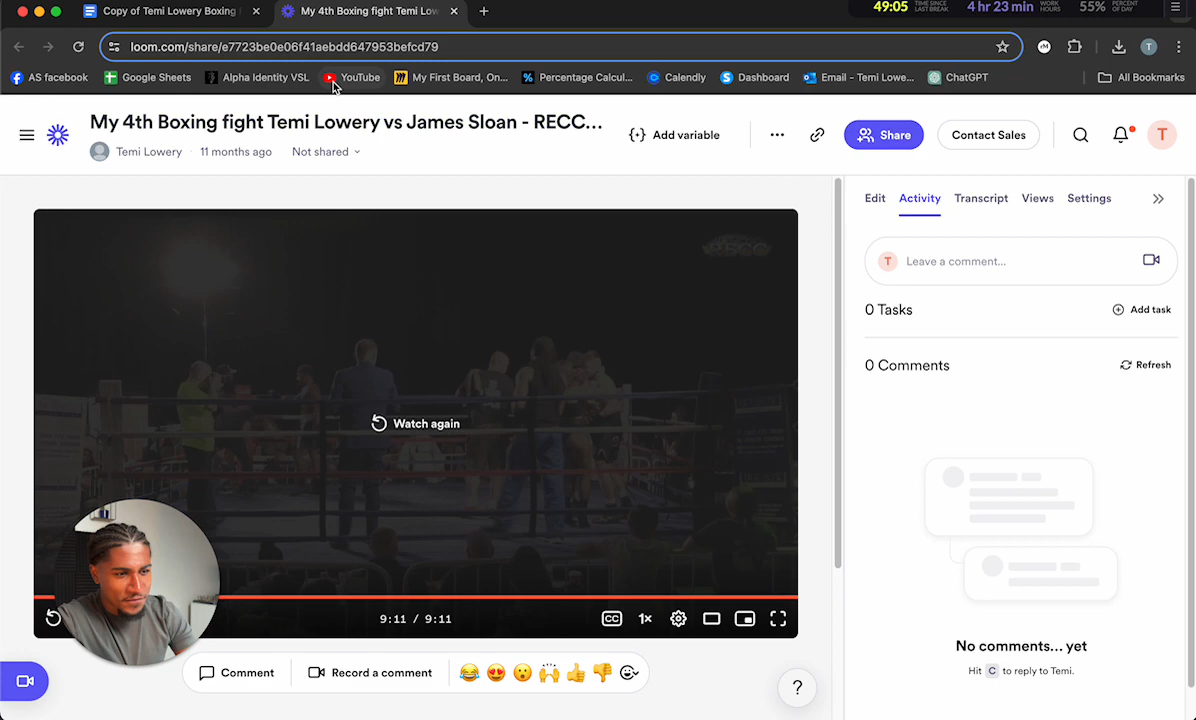 Copy of Temi Lowery Boxing
My 4th Boxing fight Temi Low
49:05 TIME SINCE LAST BREAK 4 hr 23 min WORK HOURS 55% PERCENT OF DAY
loom.com/share/e7723be0e06f41aebdd647953befcd79
T
AS facebook
Google Sheets
Alpha Identity VSL
YouTube
My First Board, On...
Percentage Calcul...
Calendly
Dashboard
Email – Temi Lowe...
ChatGPT
All Bookmarks
My 4th Boxing fight Temi Lowery vs James Sloan - RECC...
Temi Lowery · 11 months ago Not shared
Add variable
Share
Contact Sales
T
Edit Activity Transcript Views Settings
T Leave a comment...
0 Tasks
Add task
0 Comments
Refresh
Watch again
9:11 / 9:11
CC
1×
Comment
Record a comment
?
No comments... yet
Hit C to reply to Temi.